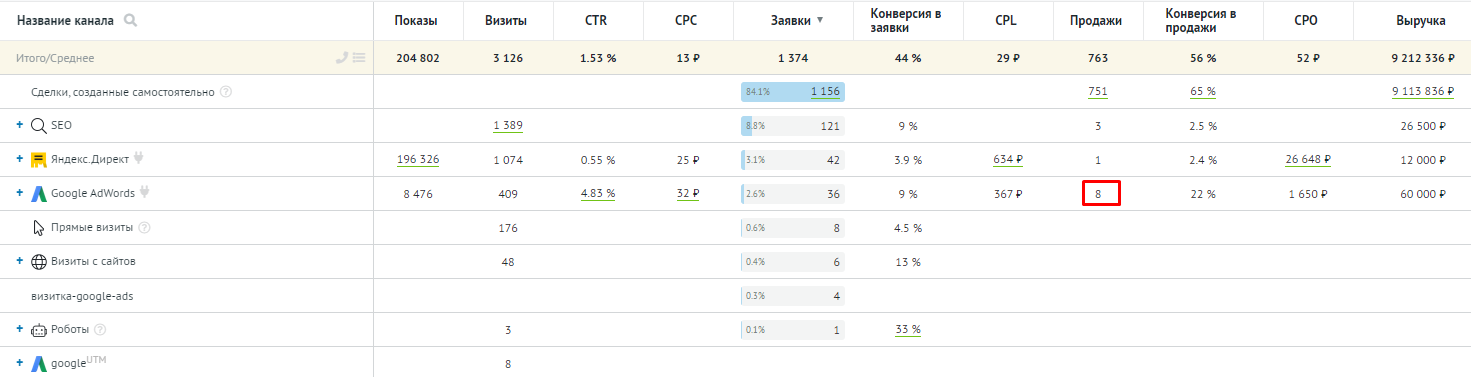 Название канала Показы Визиты CTR CPC Заявки ▼ Конверсия в заявки CPL Продажи Конверсия в продажи CPO Выручка
Итого/Среднее 204 802 3 126 1.53 % 13 ₽ 1 374 44 % 29 ₽ 763 56 % 52 ₽ 9 212 336 ₽
Сделки, созданные самостоятельно ? 84.1% 1 156 751 65 % 9 113 836 ₽
+ SEO 1 389 8.8% 121 9 % 3 2.5 % 26 500 ₽
+ Яндекс.Директ 196 326 1 074 0.55 % 25 ₽ 3.1% 42 3.9 % 634 ₽ 1 2.4 % 26 648 ₽ 12 000 ₽
+ Google AdWords 8 476 409 4.83 % 32 ₽ 2.6% 36 9 % 367 ₽ 8 22 % 1 650 ₽ 60 000 ₽
Прямые визиты ? 176 0.6% 8 4.5 %
+ Визиты с сайтов 48 0.4% 6 13 %
визитка-google-ads 0.3% 4
+ Роботы ? 3 0.1% 1 33 %
+ googleUTM 8